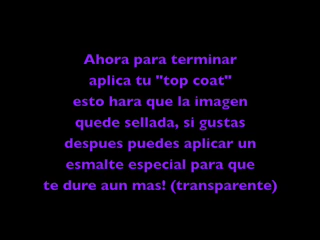 Ahora para terminar
aplica tu "top coat"
esto hara que la imagen
quede sellada, si gustas
despues puedes aplicar un
esmalte especial para que
te dure aun mas! (transparente)